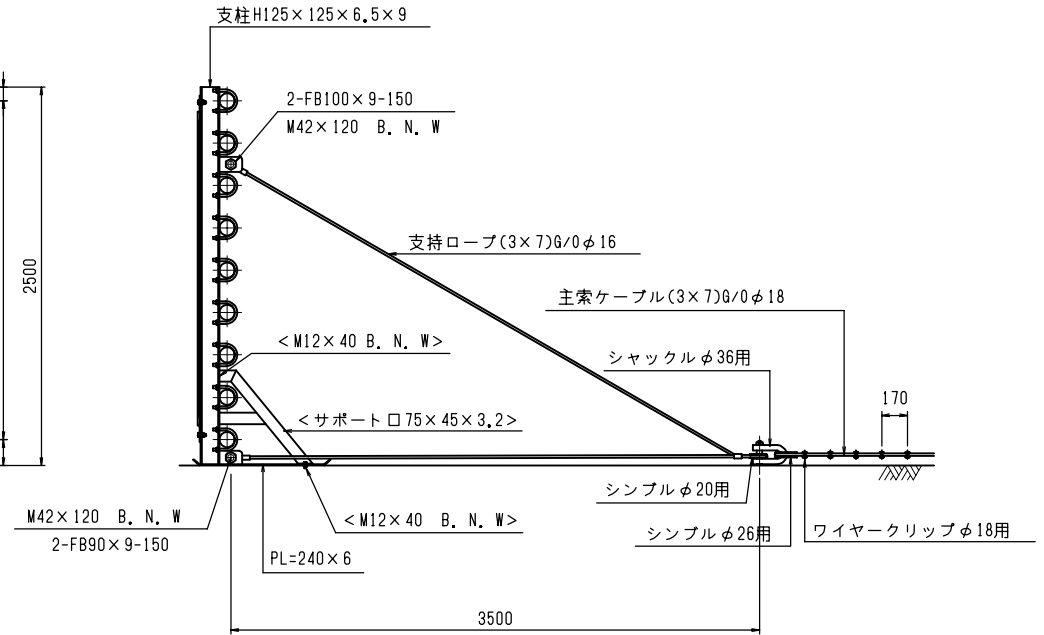 支柱H125×125×6.5×9
2-FB100×9-150
M42×120 B. N. W
支持ロープ(3×7)G/0φ16
2500
主索ケーブル(3×7)G/0φ18
<M12×40 B. N. W>
シャックルφ36用
170
<サポート口75×45×3.2>
シンブルφ20用
M42×120 B. N. W
2-FB90×9-150
<M12×40 B. N. W>
シンブルφ26用
ワイヤークリップφ18用
PL=240×6
3500